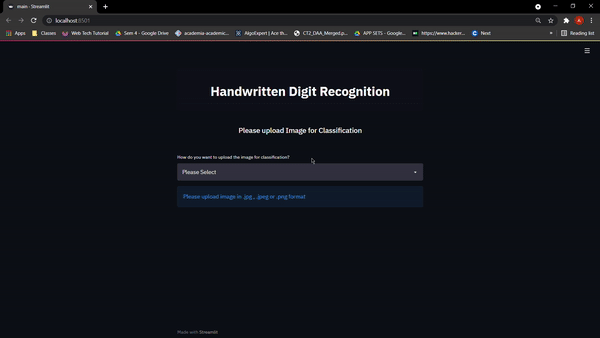 main · Streamlit
localhost:8501
Apps Classes Web Tech Tutorial Sem 4 - Google Drive academia-academic... AlgoExpert | Ace th... CT2_DAA_Merged.p... APP SETS - Google... https://www.hacker... Next Reading list
Handwritten Digit Recognition
Please upload Image for Classification
How do you want to upload the image for classification?
Please Select
Please upload Image in .jpg , .jpeg or .png format
Made with Streamlit